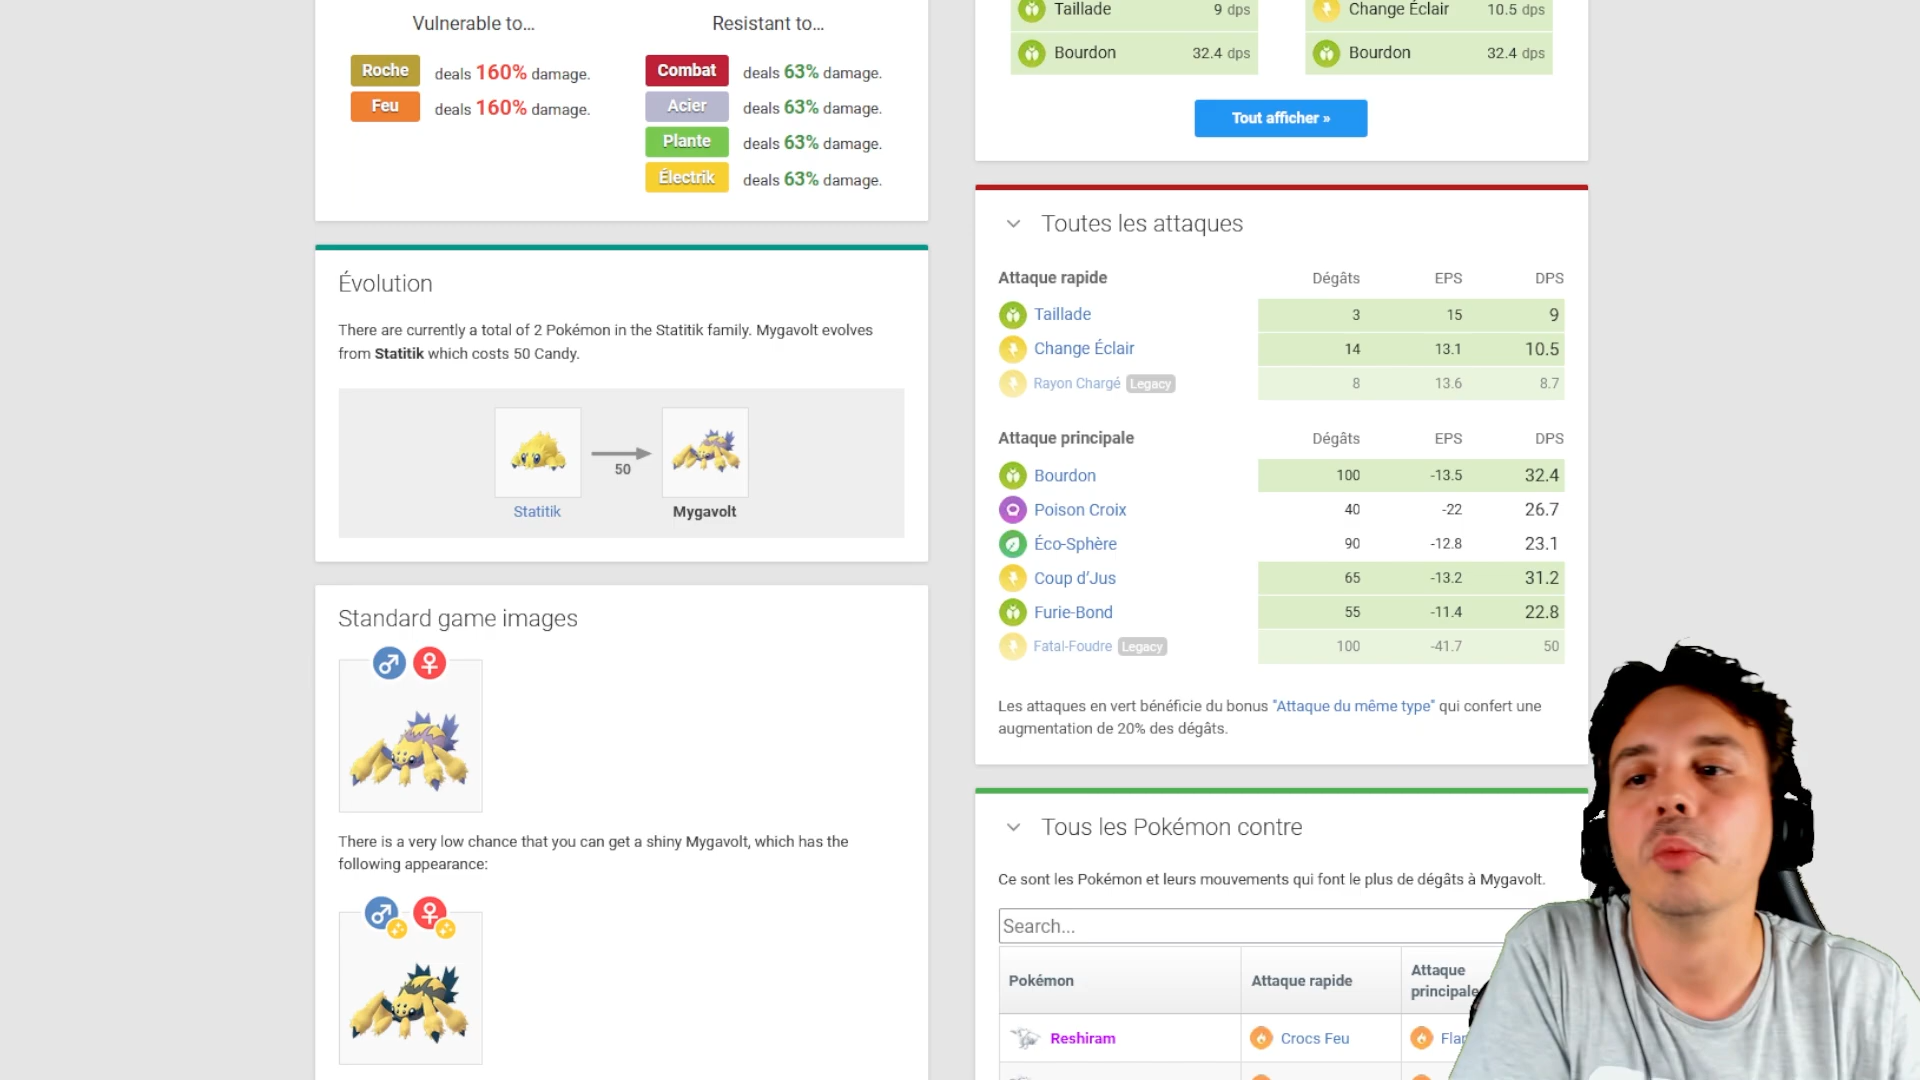 Vulnerable to...
Resistant to...
Roche deals 160% damage.
Feu deals 160% damage.
Combat deals 63% damage.
Acier deals 63% damage.
Plante deals 63% damage.
Électrik deals 63% damage.
Évolution
There are currently a total of 2 Pokémon in the Statitik family. Mygavolt evolves
from Statitik which costs 50 Candy.
50
Statitik
Mygavolt
Standard game images
There is a very low chance that you can get a shiny Mygavolt, which has the
following appearance:
Taillade 9 dps
Bourdon 32.4 dps
Change Éclair 10.5 dps
Bourdon 32.4 dps
Tout afficher »
Toutes les attaques
Attaque rapide Dégâts EPS DPS
Taillade 3 15 9
Change Éclair 14 13.1 10.5
Rayon Chargé Legacy 8 13.6 8.7
Attaque principale Dégâts EPS DPS
Bourdon 100 -13.5 32.4
Poison Croix 40 -22 26.7
Éco-Sphère 90 -12.8 23.1
Coup d'Jus 65 -13.2 31.2
Furie-Bond 55 -11.4 22.8
Fatal-Foudre Legacy 100 -41.7 50
Les attaques en vert bénéficie du bonus "Attaque du même type" qui confert une
augmentation de 20% des dégâts.
Tous les Pokémon contre
Ce sont les Pokémon et leurs mouvements qui font le plus de dégâts à Mygavolt.
Search...
Pokémon
Attaque rapide
Attaque
principale
Reshiram
Crocs Feu